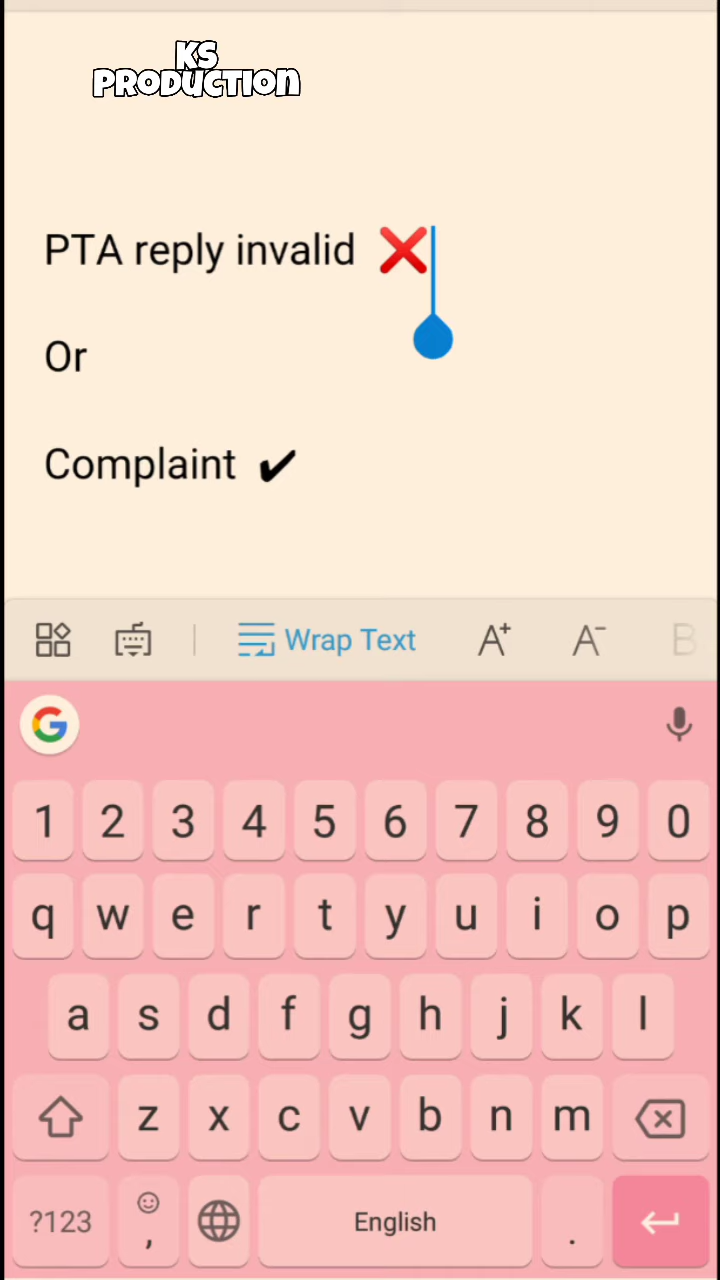 KS
PRODUCTION
PTA reply invalid ❌
Or
Complaint ✔
Wrap Text A+ A- B
G
1 2 3 4 5 6 7 8 9 0
q w e r t y u i o p
a s d f g h j k l
z x c v b n m
?123 , English .